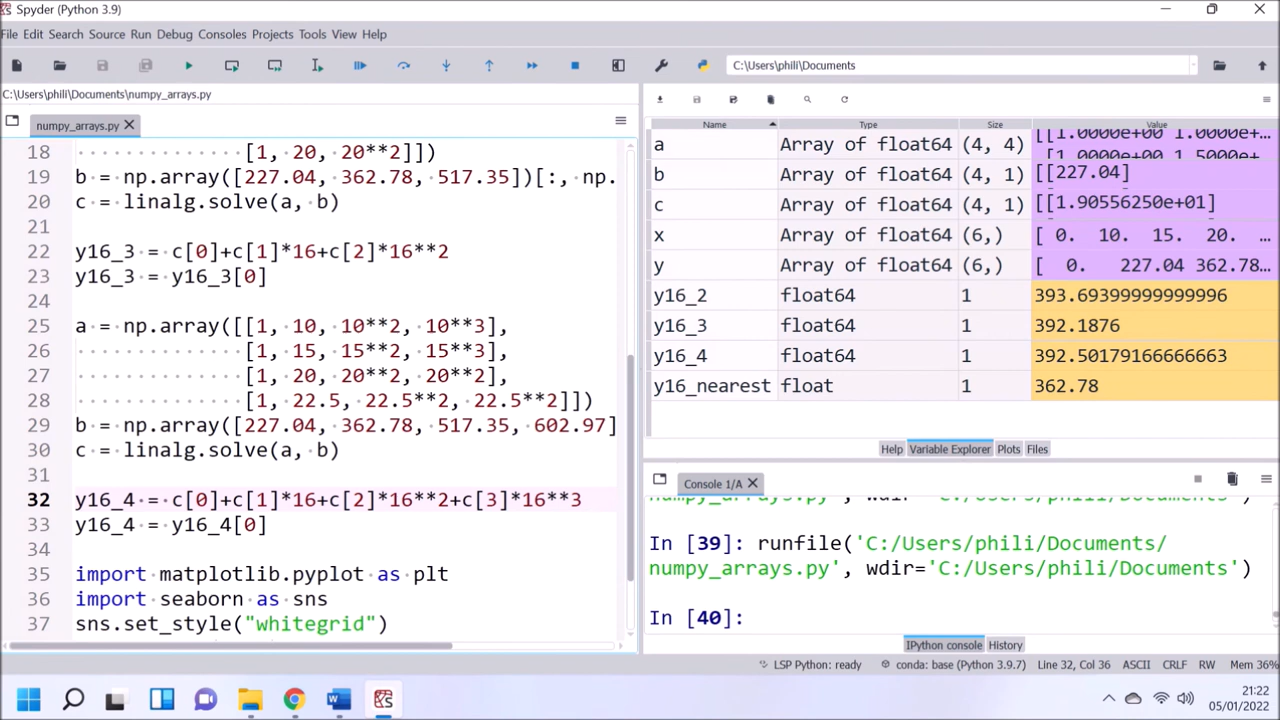 Spyder (Python 3.9)
File Edit Search Source Run Debug Consoles Projects Tools View Help
C:\Users\phili\Documents
C:\Users\phili\Documents\numpy_arrays.py
numpy_arrays.py
18 [1, 20, 20**2]])
19 b = np.array([227.04, 362.78, 517.35])[:, np.
20 c = linalg.solve(a, b)
21
22 y16_3 = c[0]+c[1]*16+c[2]*16**2
23 y16_3 = y16_3[0]
24
25 a = np.array([[1, 10, 10**2, 10**3],
26 [1, 15, 15**2, 15**3],
27 [1, 20, 20**2, 20**2],
28 [1, 22.5, 22.5**2, 22.5**2]])
29 b = np.array([227.04, 362.78, 517.35, 602.97]
30 c = linalg.solve(a, b)
31
32 y16_4 = c[0]+c[1]*16+c[2]*16**2+c[3]*16**3
33 y16_4 = y16_4[0]
34
35 import matplotlib.pyplot as plt
36 import seaborn as sns
37 sns.set_style("whitegrid")
Name Type Size Value
a Array of float64 (4, 4) [[1.0000e+00 1.0000e+…
1.0000e+00 1.5000e+…
b Array of float64 (4, 1) [[227.04]
c Array of float64 (4, 1) [[1.90556250e+01]
x Array of float64 (6,) [ 0. 10. 15. 20. …
y Array of float64 (6,) [ 0. 227.04 362.78…
y16_2 float64 1 393.69399999999996
y16_3 float64 1 392.1876
y16_4 float64 1 392.50179166666663
y16_nearest float 1 362.78
Help Variable Explorer Plots Files
Console 1/A
numpy_arrays.py', wdir='C:/Users/phili/Documents')
In [39]: runfile('C:/Users/phili/Documents/
numpy_arrays.py', wdir='C:/Users/phili/Documents')
In [40]:
IPython console History
LSP Python: ready conda: base (Python 3.9.7) Line 32, Col 36 ASCII CRLF RW Mem 36%
21:22
05/01/2022